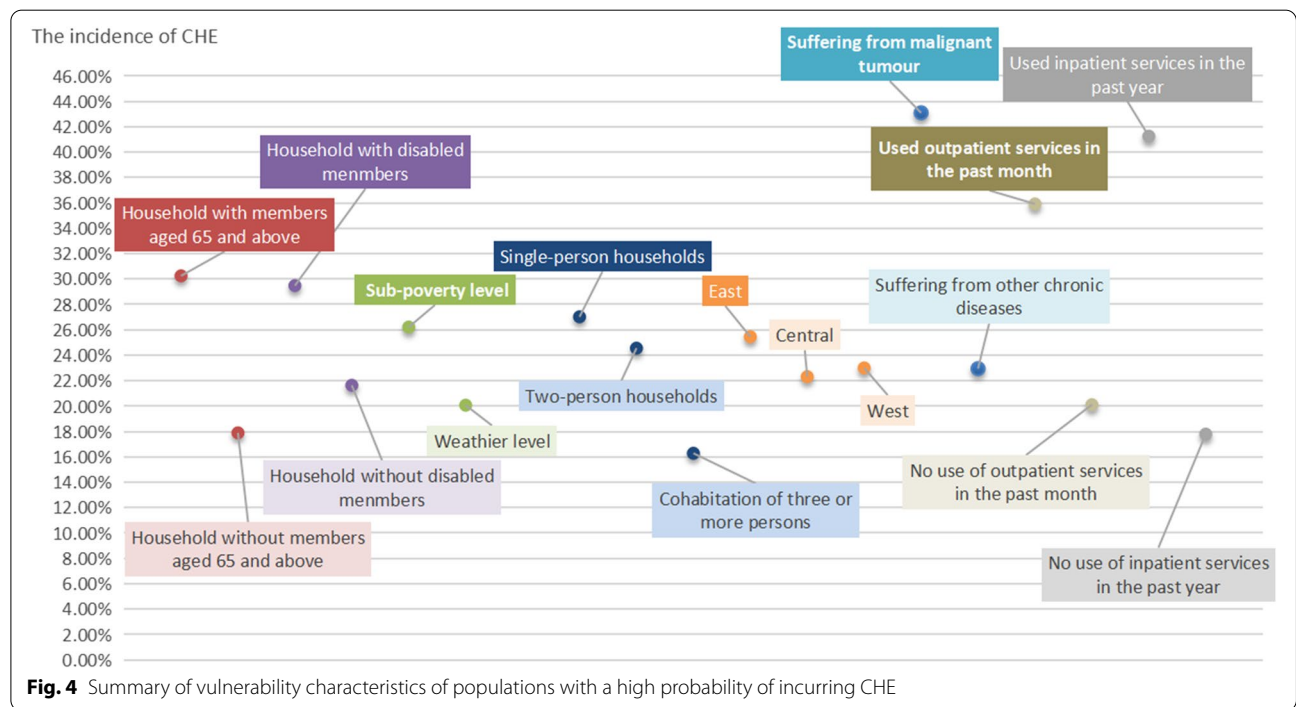 The incidence of CHE
46.00%
44.00%
42.00%
40.00%
38.00%
36.00%
34.00%
32.00%
30.00%
28.00%
26.00%
24.00%
22.00%
20.00%
18.00%
16.00%
14.00%
12.00%
10.00%
8.00%
6.00%
4.00%
2.00%
0.00%
Household with members
aged 65 and above
Household without members
aged 65 and above
Household with disabled
menmbers
Household without disabled
menmbers
Sub-poverty level
Weathier level
Single-person households
Two-person households
Cohabitation of three or
more persons
East
Central
West
Suffering from malignant
tumour
Suffering from other chronic
diseases
Used outpatient services in
the past month
No use of outpatient services
in the past month
Used inpatient services in the
past year
No use of inpatient services
in the past year
Fig. 4 Summary of vulnerability characteristics of populations with a high probability of incurring CHE